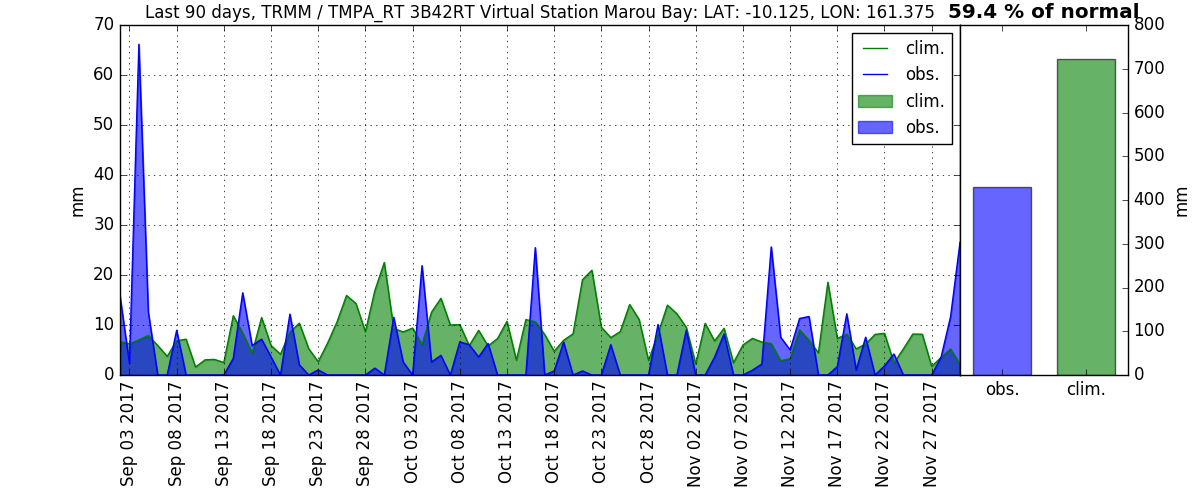 Last 90 days, TRMM / TMPA_RT 3B42RT Virtual Station Marou Bay: LAT: -10.125, LON: 161.375 59.4 % of normal
70
60
50
40
30
20
10
0
mm
clim.
obs.
clim.
obs.
Sep 03 2017
Sep 08 2017
Sep 13 2017
Sep 18 2017
Sep 23 2017
Sep 28 2017
Oct 03 2017
Oct 08 2017
Oct 13 2017
Oct 18 2017
Oct 23 2017
Oct 28 2017
Nov 02 2017
Nov 07 2017
Nov 12 2017
Nov 17 2017
Nov 22 2017
Nov 27 2017
800
700
600
500
400
300
200
100
0
mm
obs.
clim.